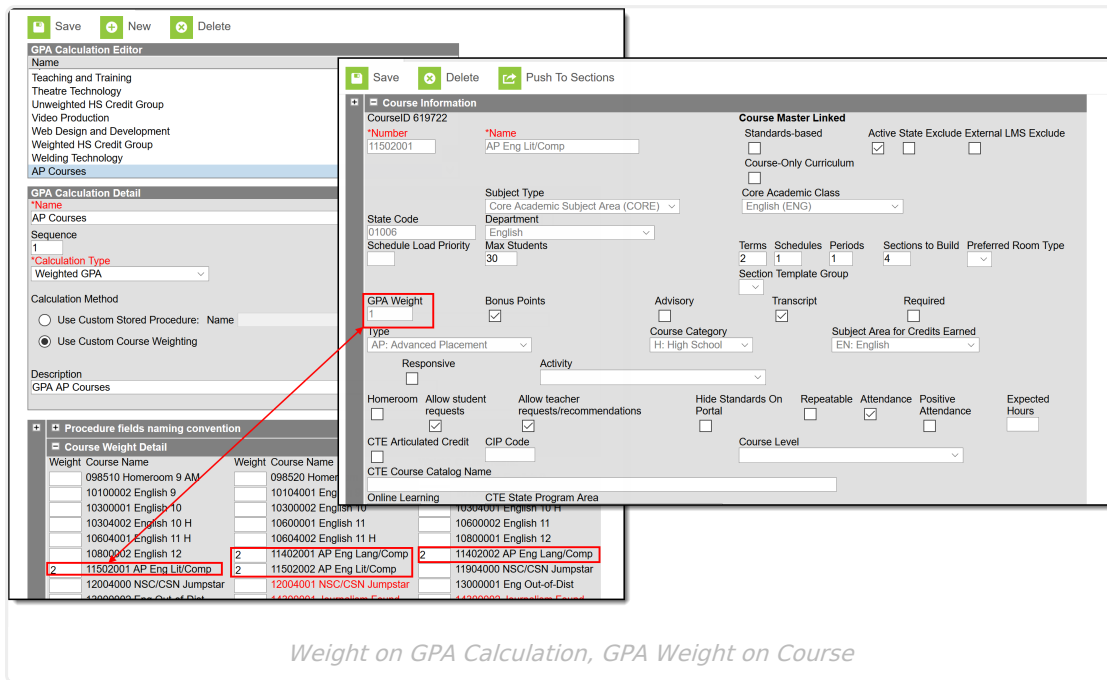 Save New Delete
GPA Calculation Editor
Name
Teaching and Training
Theatre Technology
Unweighted HS Credit Group
Video Production
Web Design and Development
Weighted HS Credit Group
Welding Technology
AP Courses
GPA Calculation Detail
*Name
AP Courses
Sequence
1
*Calculation Type
Weighted GPA
Calculation Method
Use Custom Stored Procedure: Name
Use Custom Course Weighting
Description
GPA AP Courses
Procedure fields naming convention
Course Weight Detail
Weight Course Name Weight Course Name
098510 Homeroom 9 AM 098520 Homer
10100002 English 9 10104001 Eng
10300001 English 10 10300002 English 10 10304001 English 10 H
10304002 English 10 H 10600001 English 11 10600002 English 11
10604001 English 11 H 10604002 English 11 H 10800001 English 12
10800002 English 12 2 11402001 AP Eng Lang/Comp 2 11402002 AP Eng Lang/Comp
2 11502001 AP Eng Lit/Comp 2 11502002 AP Eng Lit/Comp 11904000 NSC/CSN Jumpstar
12004000 NSC/CSN Jumpstar 12004001 NSC/CSN Jumpstar 13000001 Eng Out-of-Dist
13000002 Eng Out-of-Dist 14300001 Journalism Found 14300002 Journalism Found
Save Delete Push To Sections
Course Information
CourseID 619722 Course Master Linked
*Number *Name Standards-based Active State Exclude External LMS Exclude
11502001 AP Eng Lit/Comp
Course-Only Curriculum
Subject Type Core Academic Class
Core Academic Subject Area (CORE) English (ENG)
State Code Department
01006 English
Schedule Load Priority Max Students Terms Schedules Periods Sections to Build Preferred Room Type
30 2 1 1 4
Section Template Group
GPA Weight Bonus Points Advisory Transcript Required
1
Type Course Category Subject Area for Credits Earned
AP: Advanced Placement H: High School EN: English
Responsive Activity
Homeroom Allow student requests Allow teacher requests/recommendations Hide Standards On Portal Repeatable Attendance Positive Attendance Expected Hours
CTE Articulated Credit CIP Code Course Level
CTE Course Catalog Name
Online Learning CTE State Program Area
Weight on GPA Calculation, GPA Weight on Course